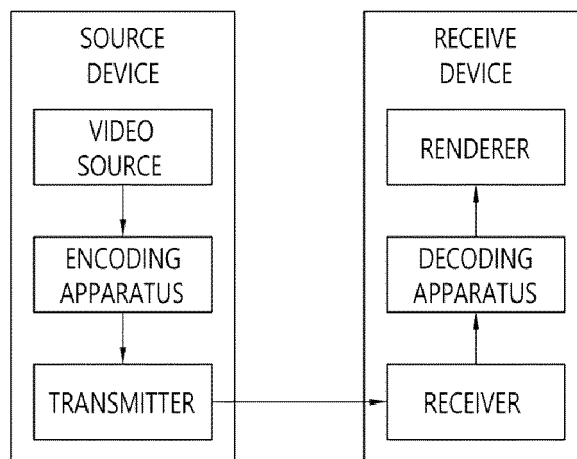 SOURCE
DEVICE
VIDEO
SOURCE
ENCODING
APPARATUS
TRANSMITTER
RECEIVE
DEVICE
RENDERER
DECODING
APPARATUS
RECEIVER